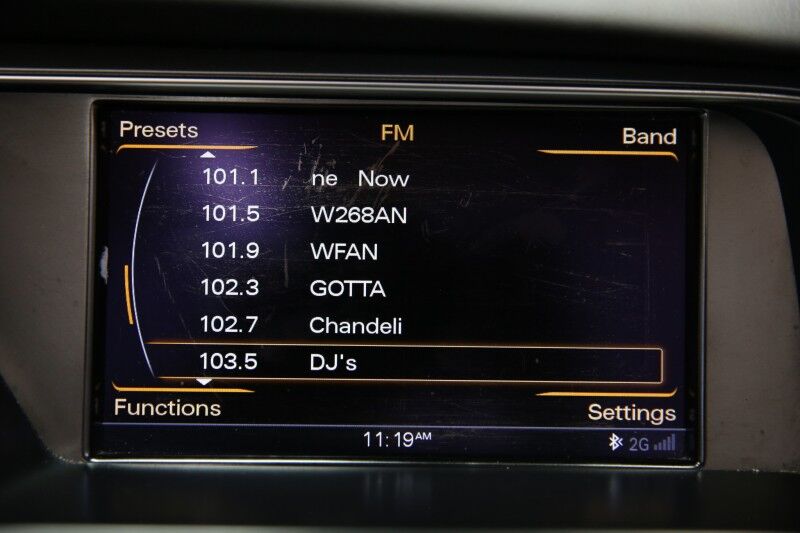 Presets FM Band
101.1 ne Now
101.5 W268AN
101.9 WFAN
102.3 GOTTA
102.7 Chandeli
103.5 DJ's
Functions Settings
11:19AM 2G